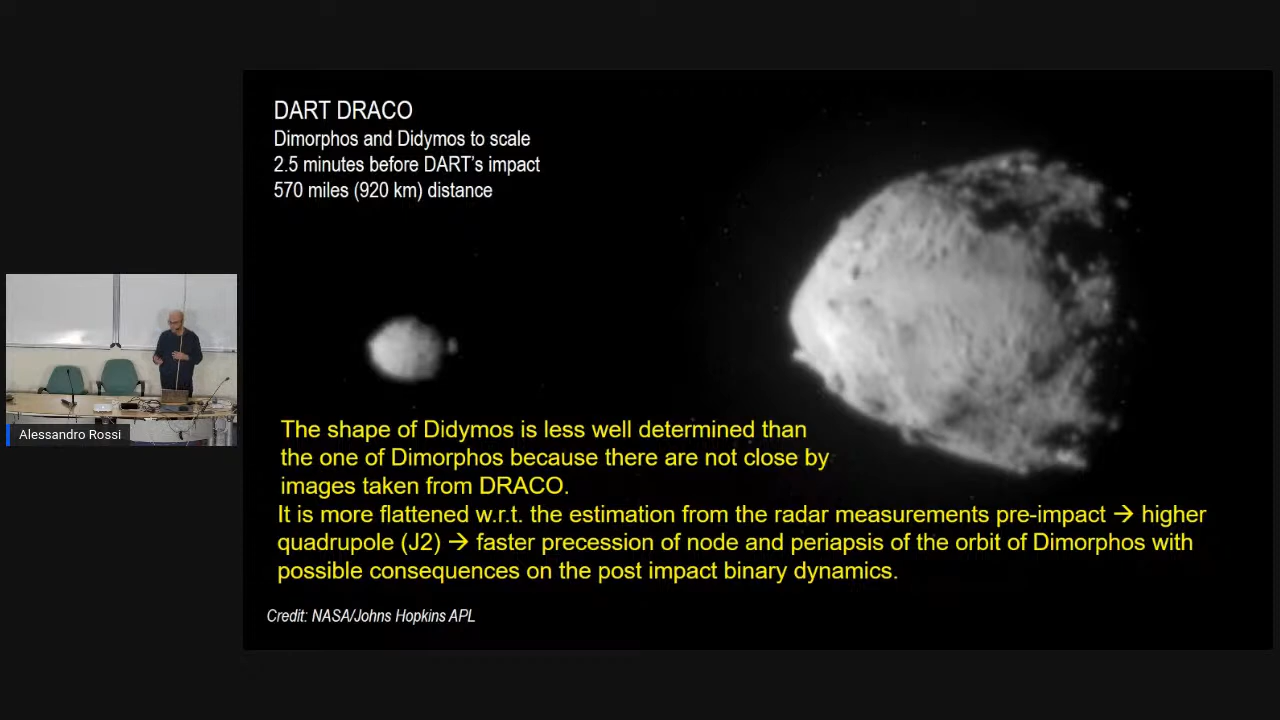 DART DRACO
Dimorphos and Didymos to scale
2.5 minutes before DART's impact
570 miles (920 km) distance
The shape of Didymos is less well determined than
the one of Dimorphos because there are not close by
images taken from DRACO.
It is more flattened w.r.t. the estimation from the radar measurements pre-impact → higher
quadrupole (J2) → faster precession of node and periapsis of the orbit of Dimorphos with
possible consequences on the post impact binary dynamics.
Credit: NASA/Johns Hopkins APL
Alessandro Rossi